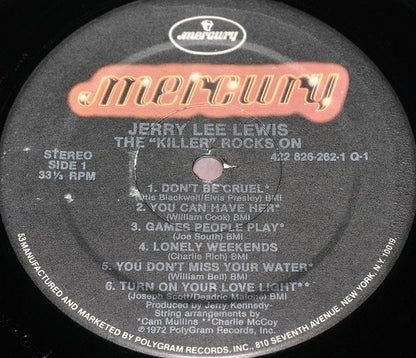 mercury
mercury
JERRY LEE LEWIS
THE "KILLER" ROCKS ON
STEREO
SIDE 1
33⅓ RPM
422 826-262-1 Q-1
1. DON'T BE CRUEL*
(Otis Blackwell/Elvis Presley) BMI
2. YOU CAN HAVE HER*
(William Cook) BMI
3. GAMES PEOPLE PLAY*
(Joe South) BMI
4. LONELY WEEKENDS
(Charlie Rich) BMI
5. YOU DON'T MISS YOUR WATER*
(William Bell) BMI
6. TURN ON YOUR LOVE LIGHT**
(Joseph Scott/Deadric Malone) BMI
Produced by Jerry Kennedy
String arrangements by
*Cam Mullins **Charlie McCoy
℗1972 PolyGram Records, Inc.
53 MANUFACTURED AND MARKETED BY POLYGRAM RECORDS, INC., 810 SEVENTH AVENUE, NEW YORK, N.Y. 10019.